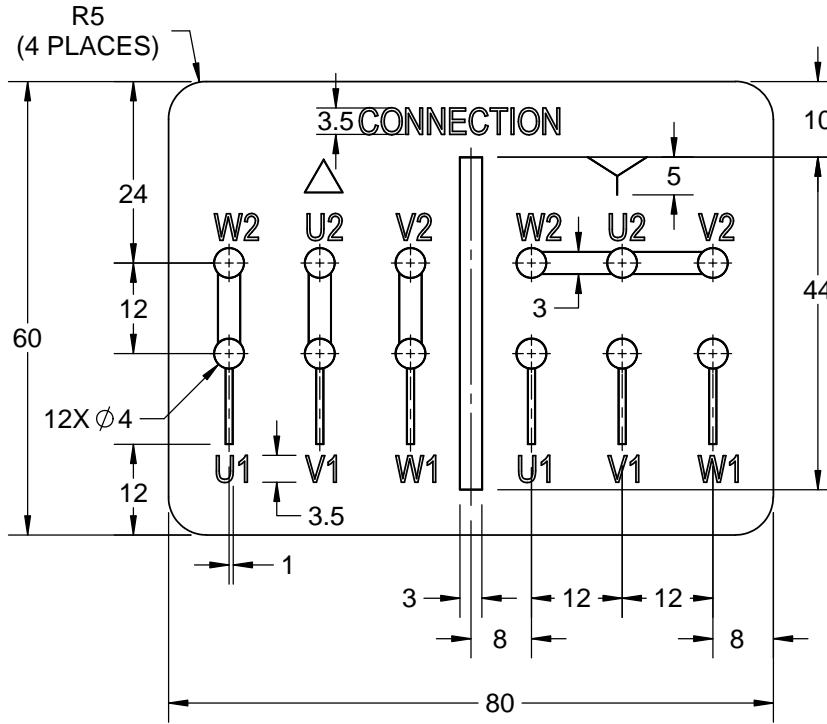 R5
(4 PLACES)
3.5 CONNECTION
10
5
24
W2 U2 V2 W2 U2 V2
12
3
44
60
12X ∅4
U1 V1 W1 U1 V1 W1
12
3.5
1
3
12 12
8 8
80